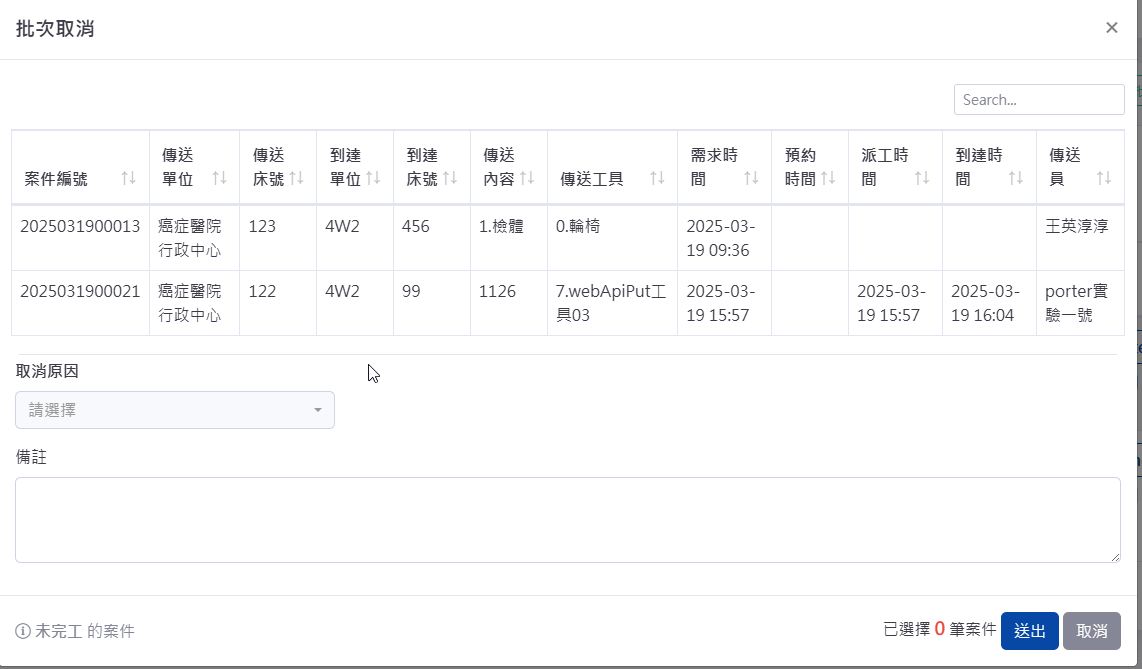 批次取消
×
Search...
案件編號
傳送單位
傳送床號
到達單位
到達床號
傳送內容
傳送工具
需求時間
預約時間
派工時間
到達時間
傳送員
2025031900013
癌症醫院行政中心
123
4W2
456
1.檢體
0.輪椅
2025-03-19 09:36
王英淳淳
2025031900021
癌症醫院行政中心
122
4W2
99
1126
7.webApiPut工具03
2025-03-19 15:57
2025-03-19 15:57
2025-03-19 16:04
porter實驗一號
取消原因
請選擇
備註
未完工 的案件
已選擇 0 筆案件
送出
取消